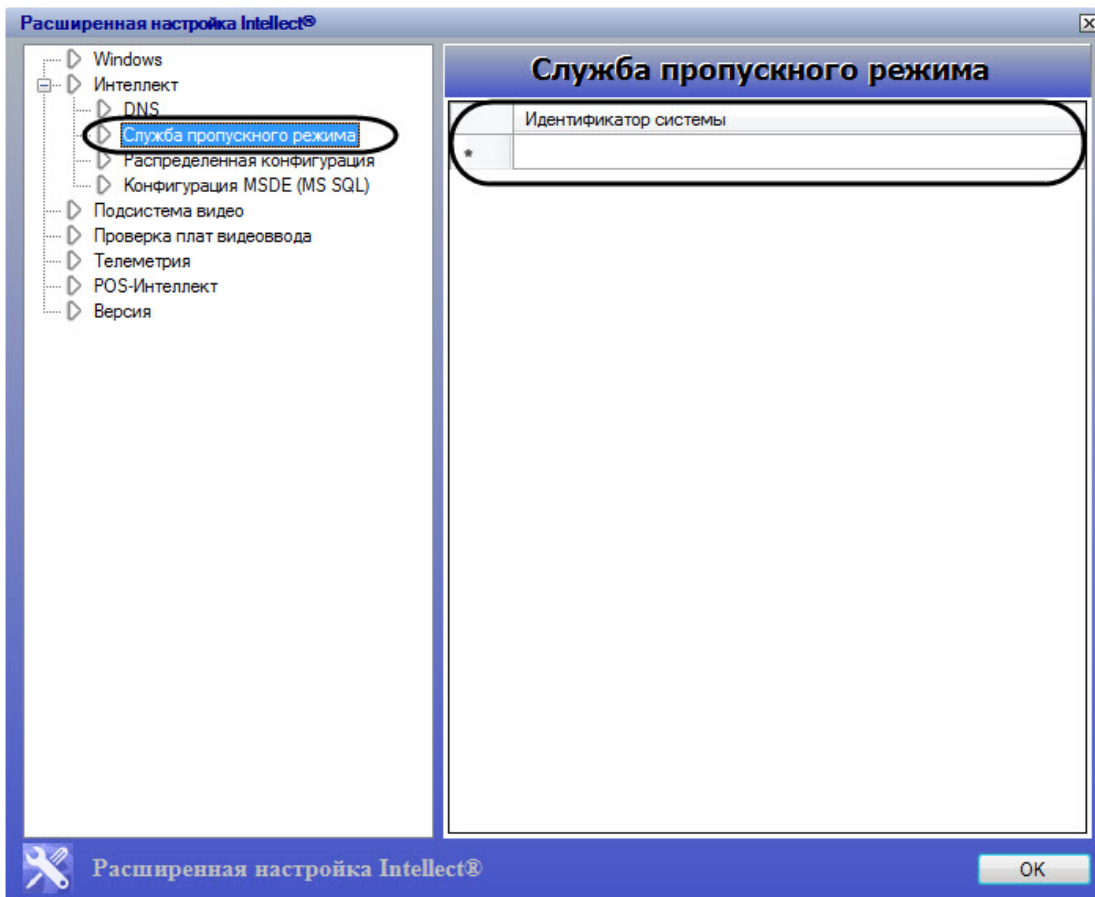 Расширенная настройка Intellect®
Windows
Интеллект
DNS
Служба пропускного режима
Распределенная конфигурация
Конфигурация MSDE (MS SQL)
Подсистема видео
Проверка плат видеоввода
Телеметрия
POS-Интеллект
Версия
Служба пропускного режима
Идентификатор системы
*
Расширенная настройка Intellect®
OK